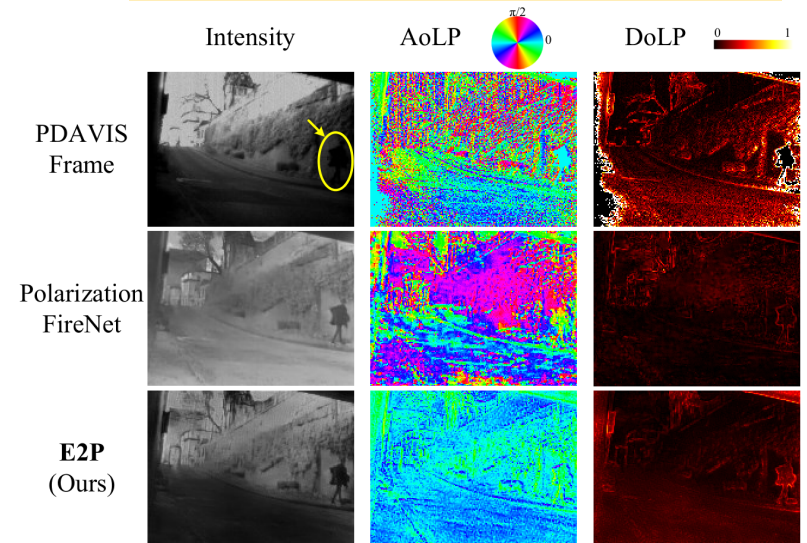 Intensity
AoLP
π/2
0
DoLP
0
1
PDAVIS
Frame
Polarization
FireNet
E2P
(Ours)